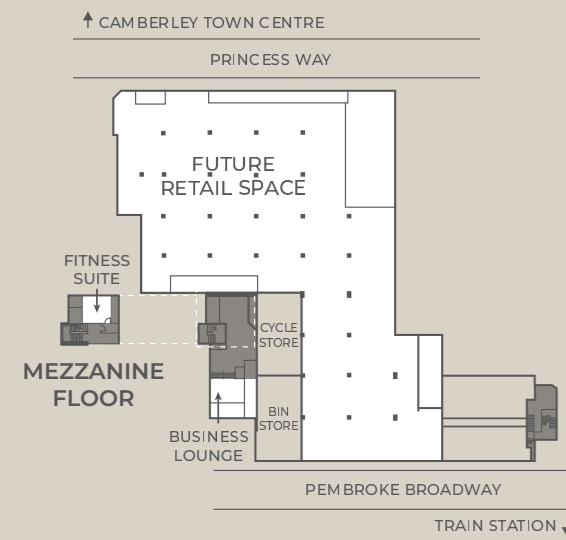 CAMBERLEY TOWN CENTRE
PRINCESS WAY
FUTURE
RETAIL SPACE
FITNESS
SUITE
CYCLE
STORE
MEZZANINE
FLOOR
BIN
STORE
BUSINESS
LOUNGE
PEMBROKE BROADWAY
TRAIN STATION